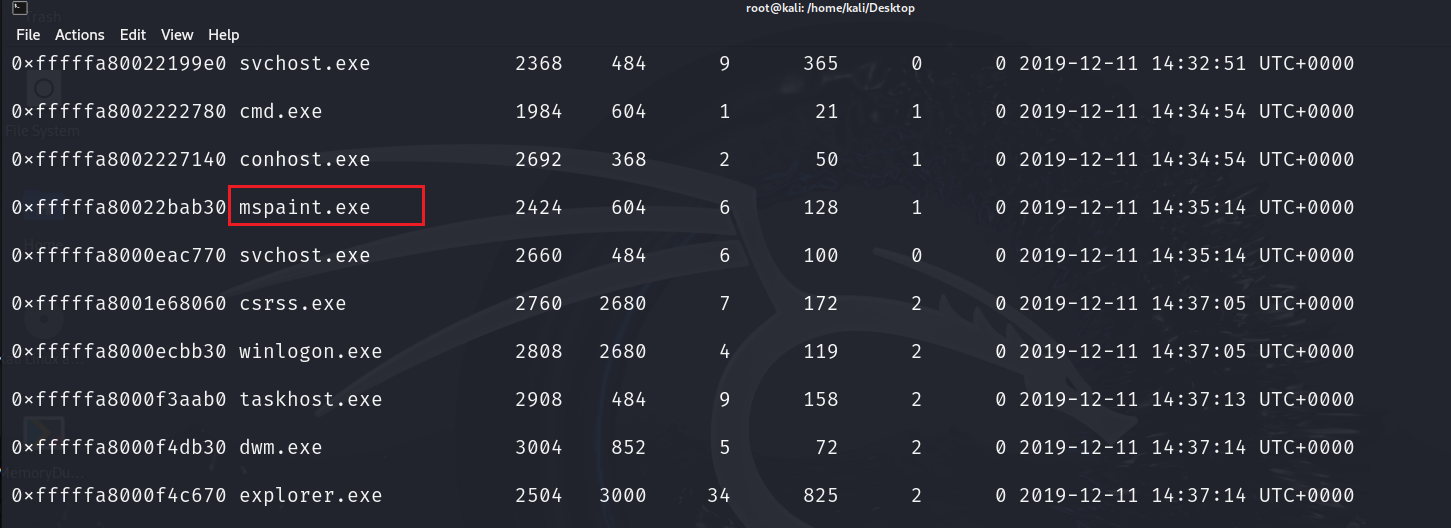 Trash
root@kali: /home/kali/Desktop
File Actions Edit View Help
0×fffffa80022199e0 svchost.exe 2368 484 9 365 0 0 2019-12-11 14:32:51 UTC+0000
0×fffffa8002222780 cmd.exe 1984 604 1 21 1 0 2019-12-11 14:34:54 UTC+0000
File System
0×fffffa8002227140 conhost.exe 2692 368 2 50 1 0 2019-12-11 14:34:54 UTC+0000
0×fffffa80022bab30 mspaint.exe 2424 604 6 128 1 0 2019-12-11 14:35:14 UTC+0000
0×fffffa8000eac770 svchost.exe 2660 484 6 100 0 0 2019-12-11 14:35:14 UTC+0000
0×fffffa8001e68060 csrss.exe 2760 2680 7 172 2 0 2019-12-11 14:37:05 UTC+0000
0×fffffa8000ecbb30 winlogon.exe 2808 2680 4 119 2 0 2019-12-11 14:37:05 UTC+0000
0×fffffa8000f3aab0 taskhost.exe 2908 484 9 158 2 0 2019-12-11 14:37:13 UTC+0000
0×fffffa8000f4db30 dwm.exe 3004 852 5 72 2 0 2019-12-11 14:37:14 UTC+0000
MemoryDu...
0×fffffa8000f4c670 explorer.exe 2504 3000 34 825 2 0 2019-12-11 14:37:14 UTC+0000